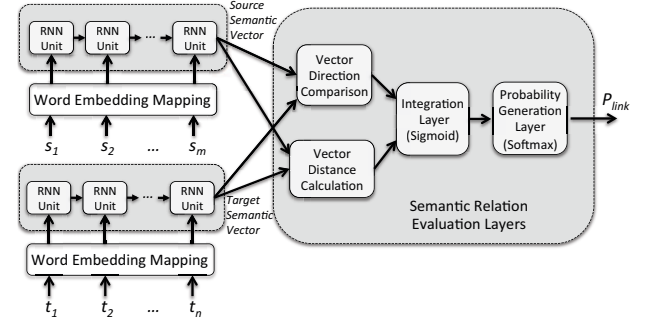 Source
Semantic
Vector
RNN
Unit
RNN
Unit
...
RNN
Unit
Word Embedding Mapping
s1 s2 ... sm
RNN
Unit
RNN
Unit
...
RNN
Unit
Target
Semantic
Vector
Word Embedding Mapping
t1 t2 ... tn
Vector
Direction
Comparison
Vector
Distance
Calculation
Integration
Layer
(Sigmoid)
Probability
Generation
Layer
(Softmax)
Plink
Semantic Relation
Evaluation Layers